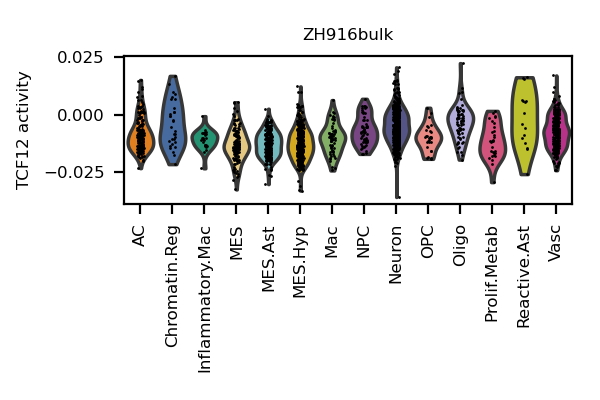 ZH916bulk
TCF12 activity
0.025
0.000
−0.025
AC
Chromatin.Reg
Inflammatory.Mac
MES
MES.Ast
MES.Hyp
Mac
NPC
Neuron
OPC
Oligo
Prolif.Metab
Reactive.Ast
Vasc